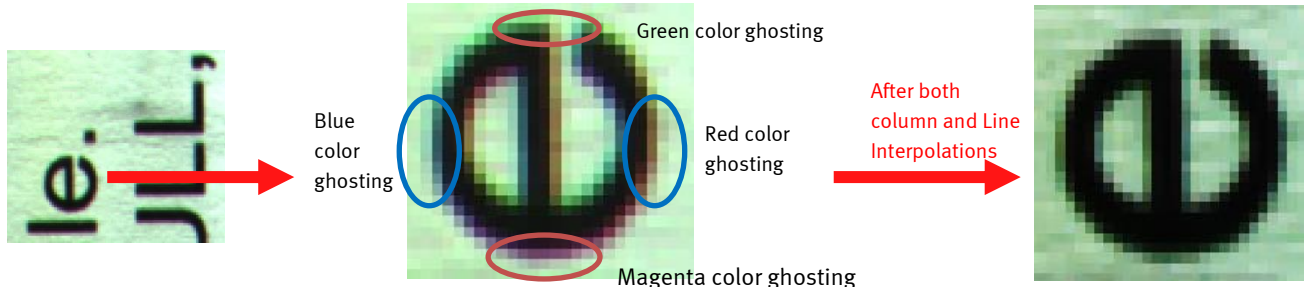 le.
JLL,
Blue
color
ghosting
e
Green color ghosting
Red color
ghosting
Magenta color ghosting
After both
column and Line
Interpolations
e